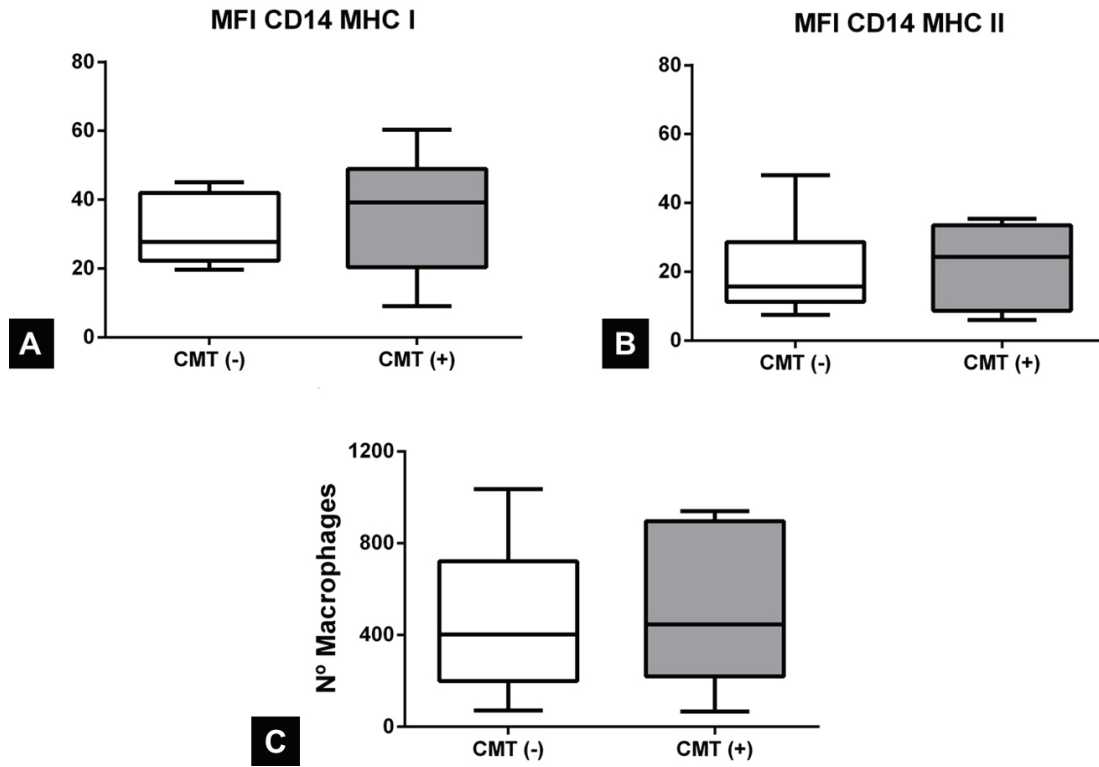 MFI CD14 MHC I
80
60
40
20
0
CMT (-) CMT (+)
A
MFI CD14 MHC II
80
60
40
20
0
CMT (-) CMT (+)
B
Nº Macrophages
1200
800
400
0
CMT (-) CMT (+)
C